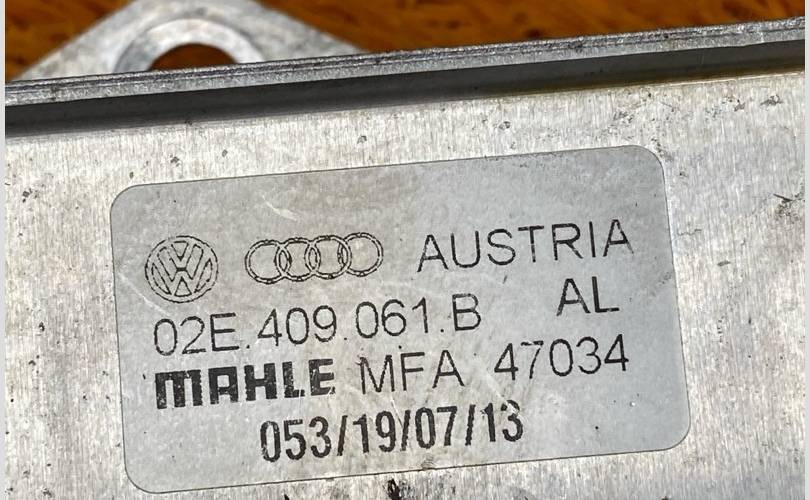 AUSTRIA
02E.409.061.B AL
MAHLE MFA 47034
053/19/07/13